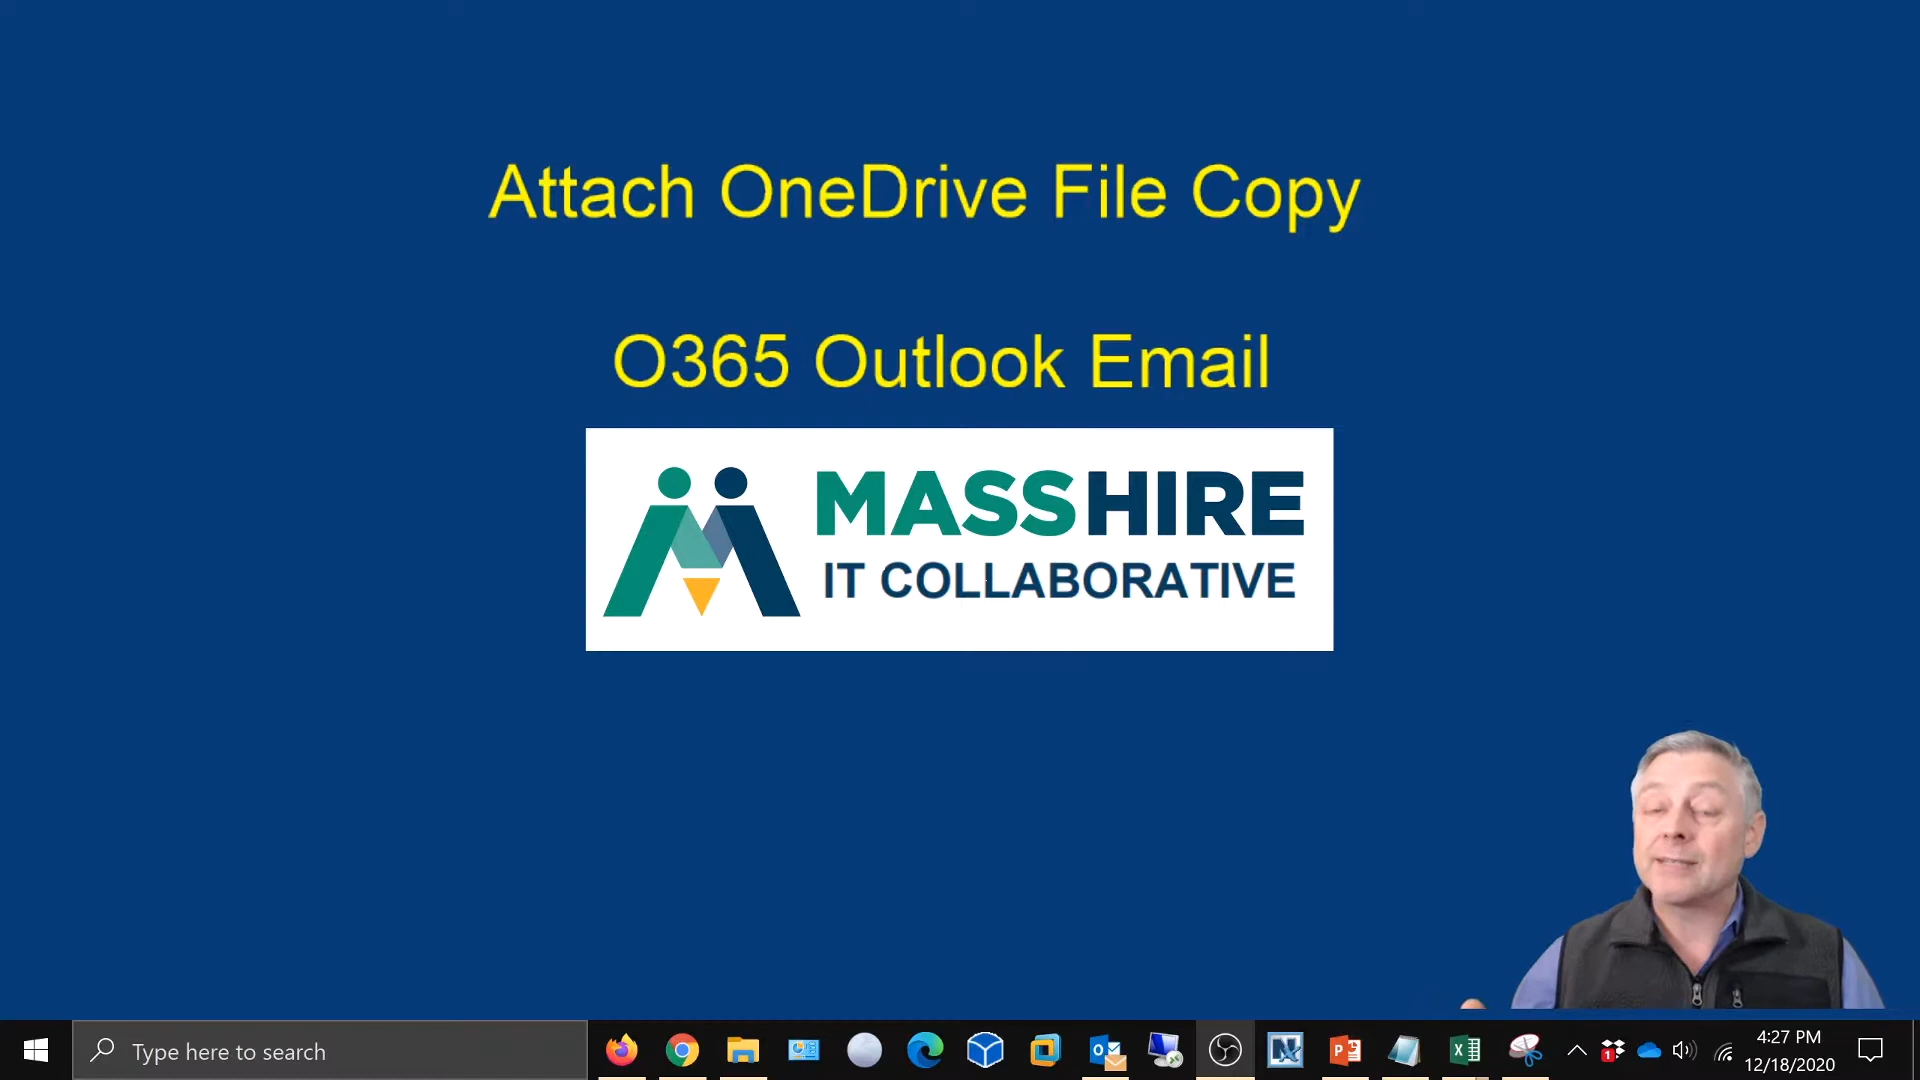 Attach OneDrive File Copy
O365 Outlook Email
MASSHIRE
IT COLLABORATIVE
Type here to search
4:27 PM
12/18/2020